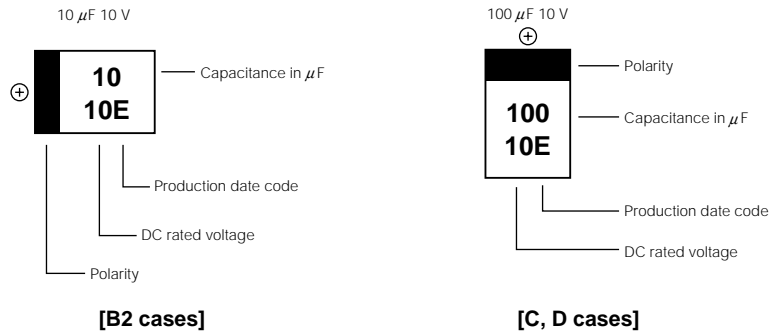 10 μF 10 V
⊕
10
10E
Capacitance in μF
Production date code
DC rated voltage
Polarity
[B2 cases]
100 μF 10 V
⊕
Polarity
100
10E
Capacitance in μF
Production date code
DC rated voltage
[C, D cases]